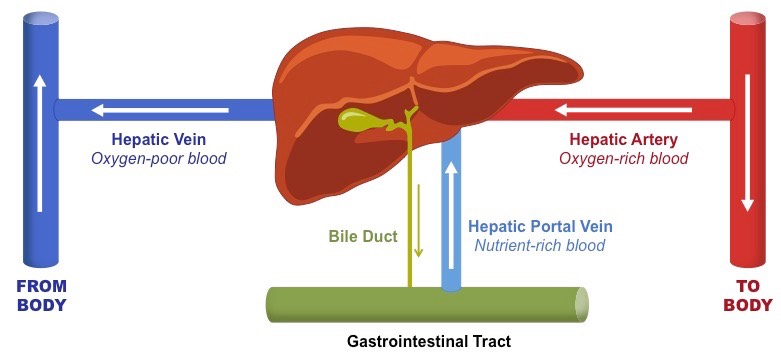 Hepatic Vein
Oxygen-poor blood
Hepatic Artery
Oxygen-rich blood
Bile Duct
Hepatic Portal Vein
Nutrient-rich blood
FROM
BODY
TO
BODY
Gastrointestinal Tract